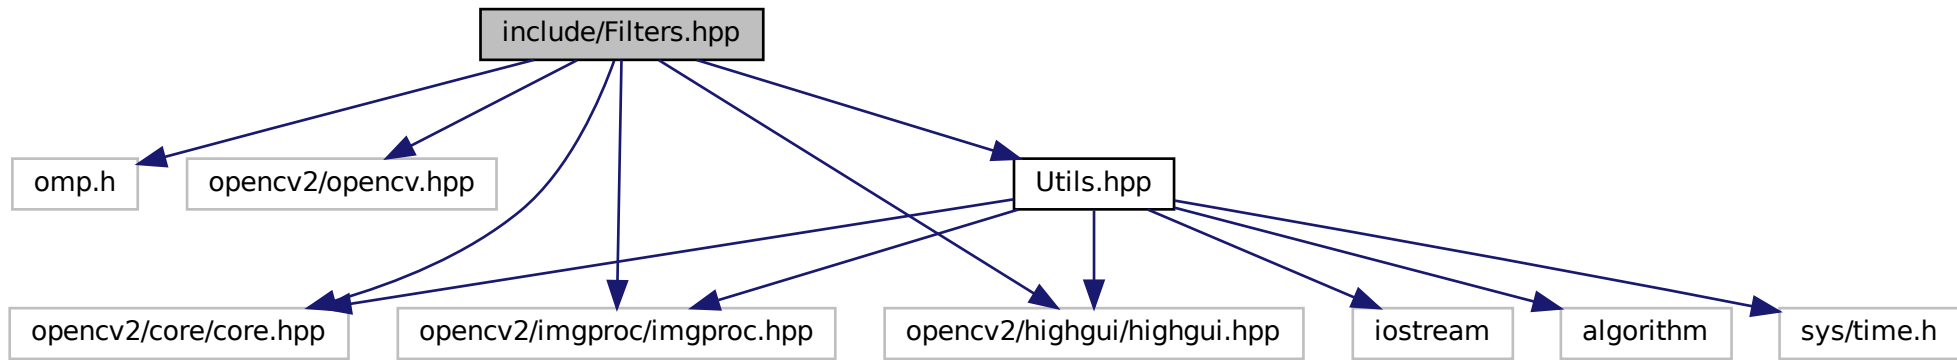 include/Filters.hpp
omp.h
opencv2/opencv.hpp
Utils.hpp
opencv2/core/core.hpp
opencv2/imgproc/imgproc.hpp
opencv2/highgui/highgui.hpp
iostream
algorithm
sys/time.h